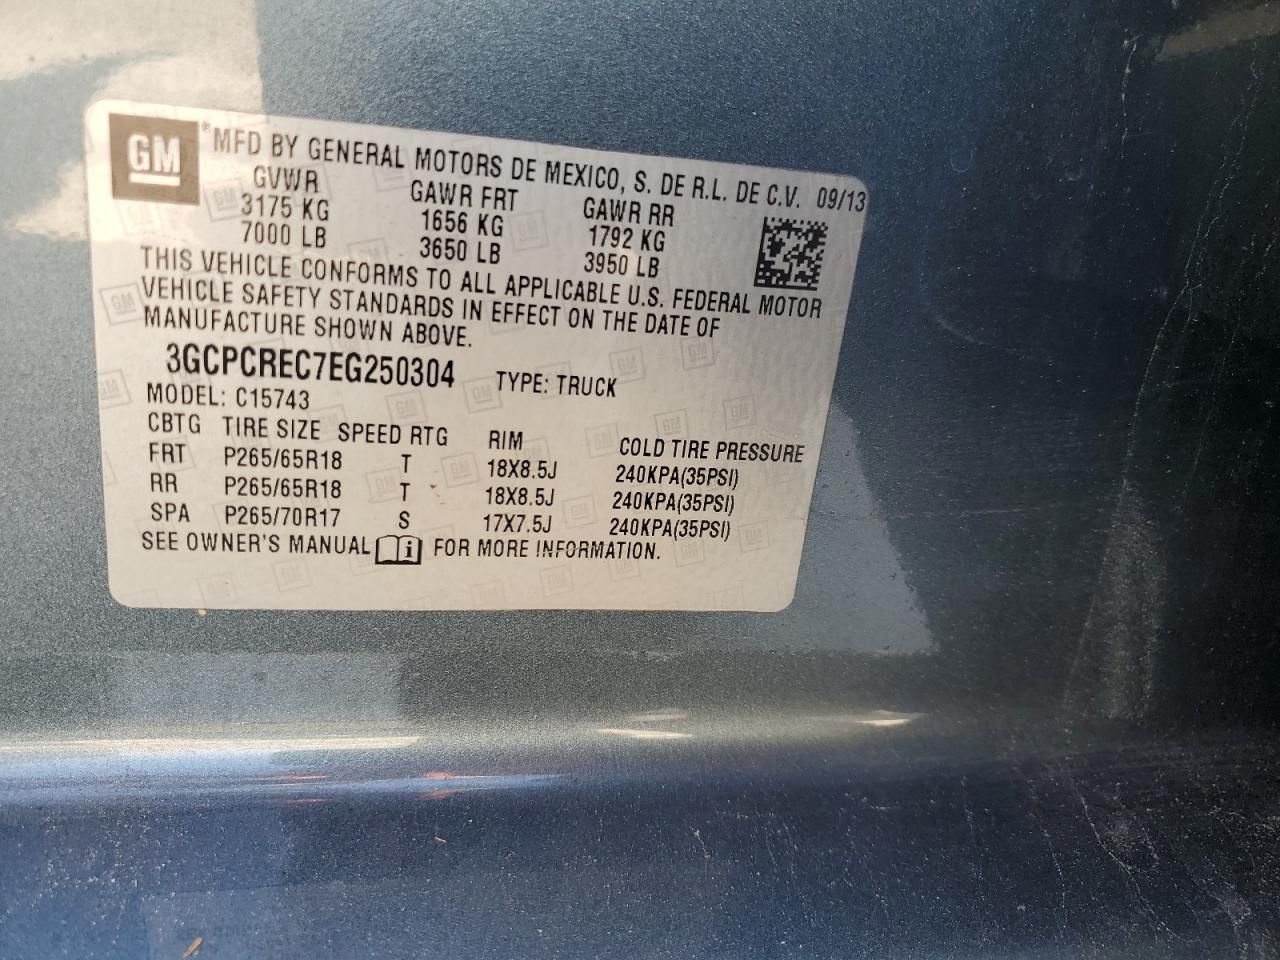 GM
MFD BY GENERAL MOTORS DE MEXICO, S. DE R.L. DE C.V. 09/13
GVWR GAWR FRT GAWR RR
3175 KG 1656 KG 1792 KG
7000 LB 3650 LB 3950 LB
THIS VEHICLE CONFORMS TO ALL APPLICABLE U.S. FEDERAL MOTOR
VEHICLE SAFETY STANDARDS IN EFFECT ON THE DATE OF
MANUFACTURE SHOWN ABOVE.
3GCPCREC7EG250304 TYPE: TRUCK
MODEL: C15743
CBTG TIRE SIZE SPEED RTG RIM COLD TIRE PRESSURE
FRT P265/65R18 T 18X8.5J 240KPA(35PSI)
RR P265/65R18 T 18X8.5J 240KPA(35PSI)
SPA P265/70R17 S 17X7.5J 240KPA(35PSI)
SEE OWNER'S MANUAL i FOR MORE INFORMATION.